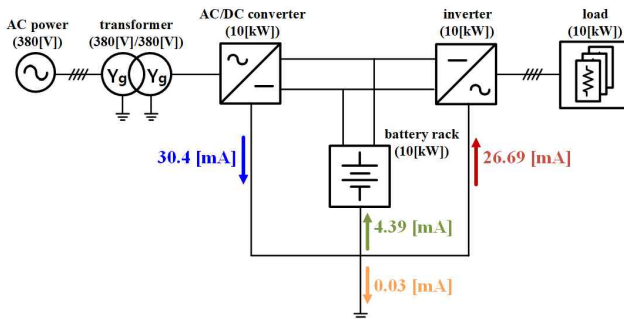 AC power
(380[V])
transformer
(380[V]/380[V])
AC/DC converter
(10[kW])
inverter
(10[kW])
load
(10[kW])
Yg Yg
battery rack
(10[kW])
30.4 [mA]
26.69 [mA]
4.39 [mA]
0.03 [mA]